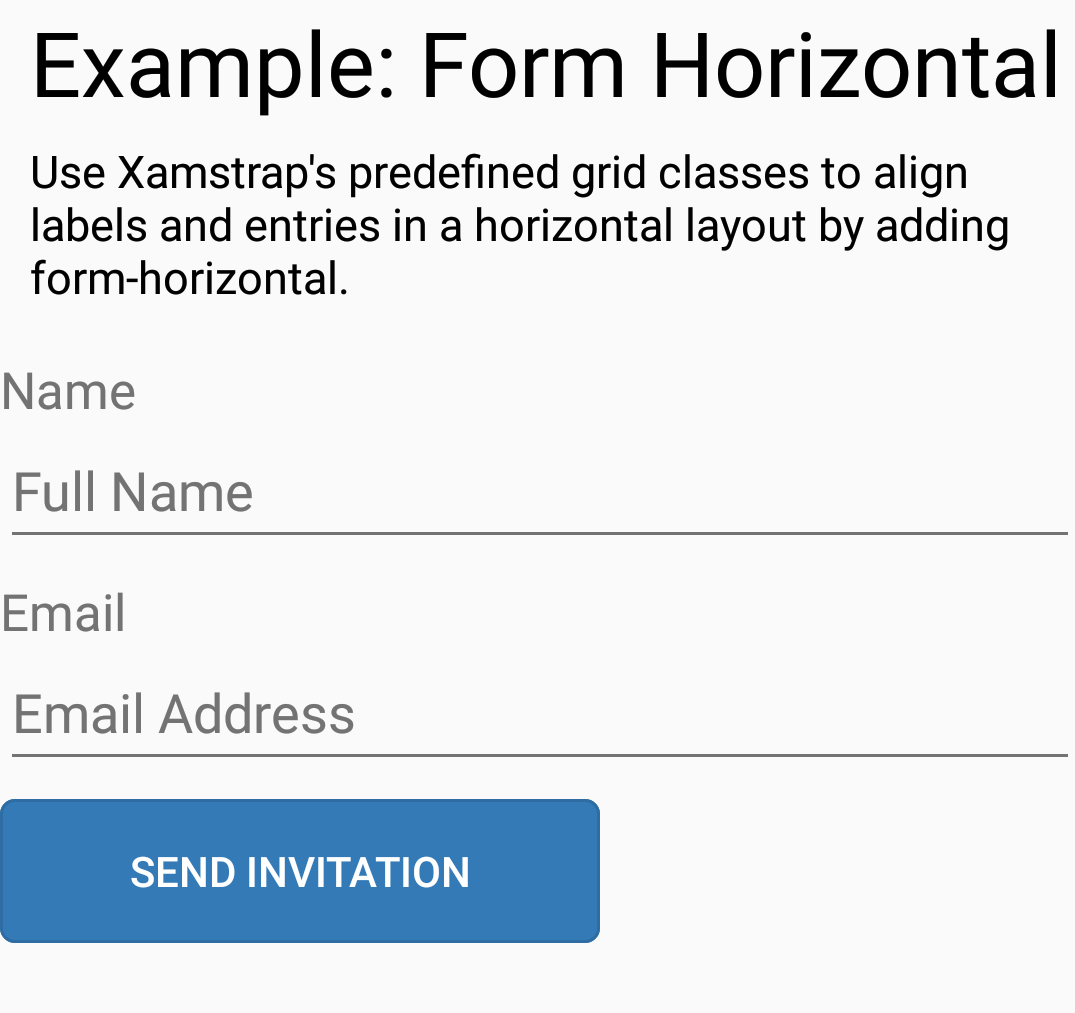 Example: Form Horizontal
Use Xamstrap's predefined grid classes to align
labels and entries in a horizontal layout by adding
form-horizontal.
Name
Full Name
Email
Email Address
SEND INVITATION